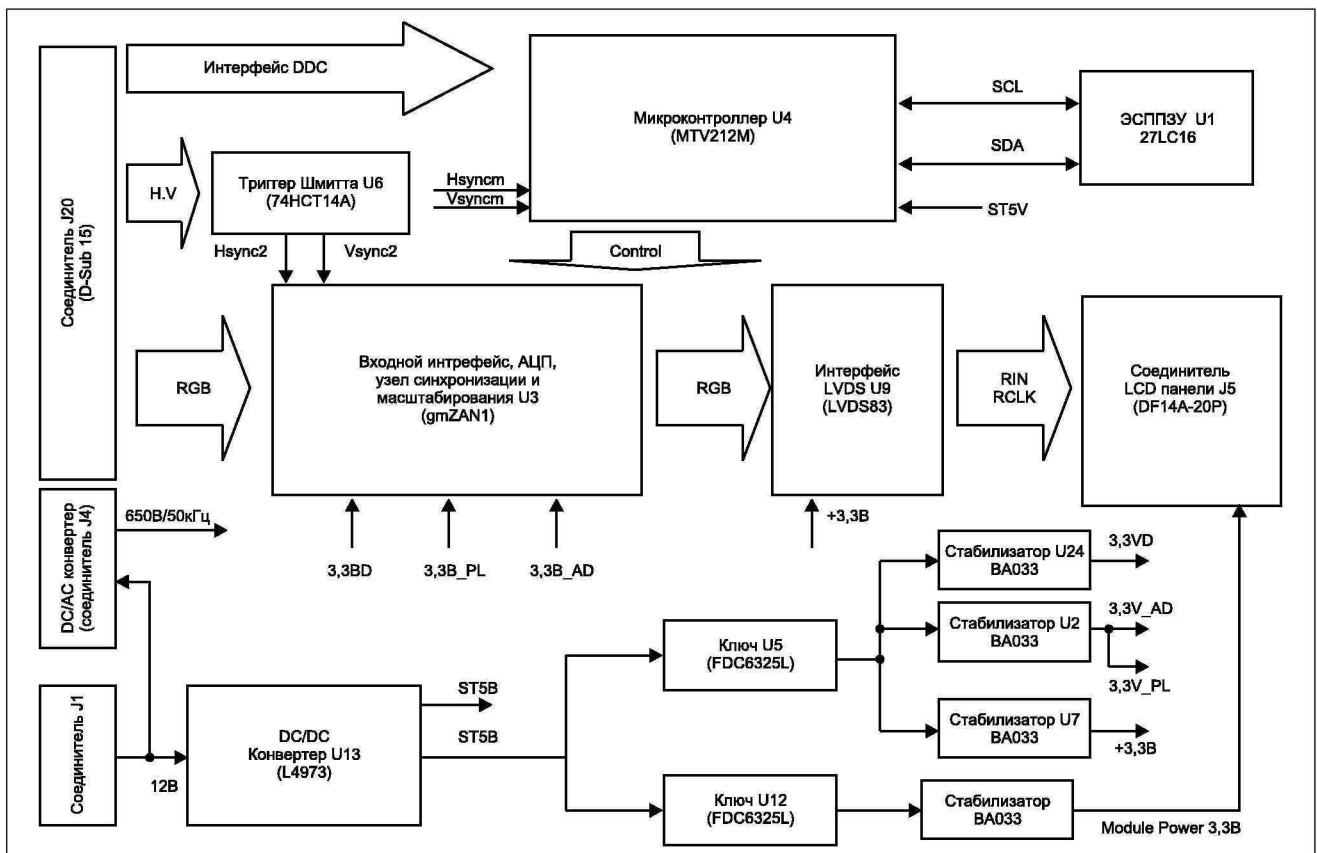 Соединитель J20
(D-Sub 15)
Интерфейс DDC
Микроконтроллер U4
(MTV212M)
SCL
SDA
ЭСППЗУ U1
27LC16
H.V
Триггер Шмитта U6
(74HCT14A)
Hsyncm
Vsyncm
ST5V
Hsync2
Vsync2
Control
RGB
Входной интрефейс, АЦП,
узел синхронизации и
масштабирования U3
(gmZAN1)
RGB
Интерфейс
LVDS U9
(LVDS83)
RIN
RCLK
Соединитель
LCD панели J5
(DF14A-20P)
DC/AC конвертер
(соединитель J4)
650В/50кГц
3,3BD
3,3B_PL
3,3B_AD
+3,3В
Стабилизатор U24
BA033
3,3VD
Стабилизатор U2
BA033
3,3V_AD
3,3V_PL
Ключ U5
(FDC6325L)
Стабилизатор U7
BA033
+3,3В
Соединитель J1
12В
DC/DC
Конвертер U13
(L4973)
ST5B
ST5B
Ключ U12
(FDC6325L)
Стабилизатор
BA033
Module Power 3,3В